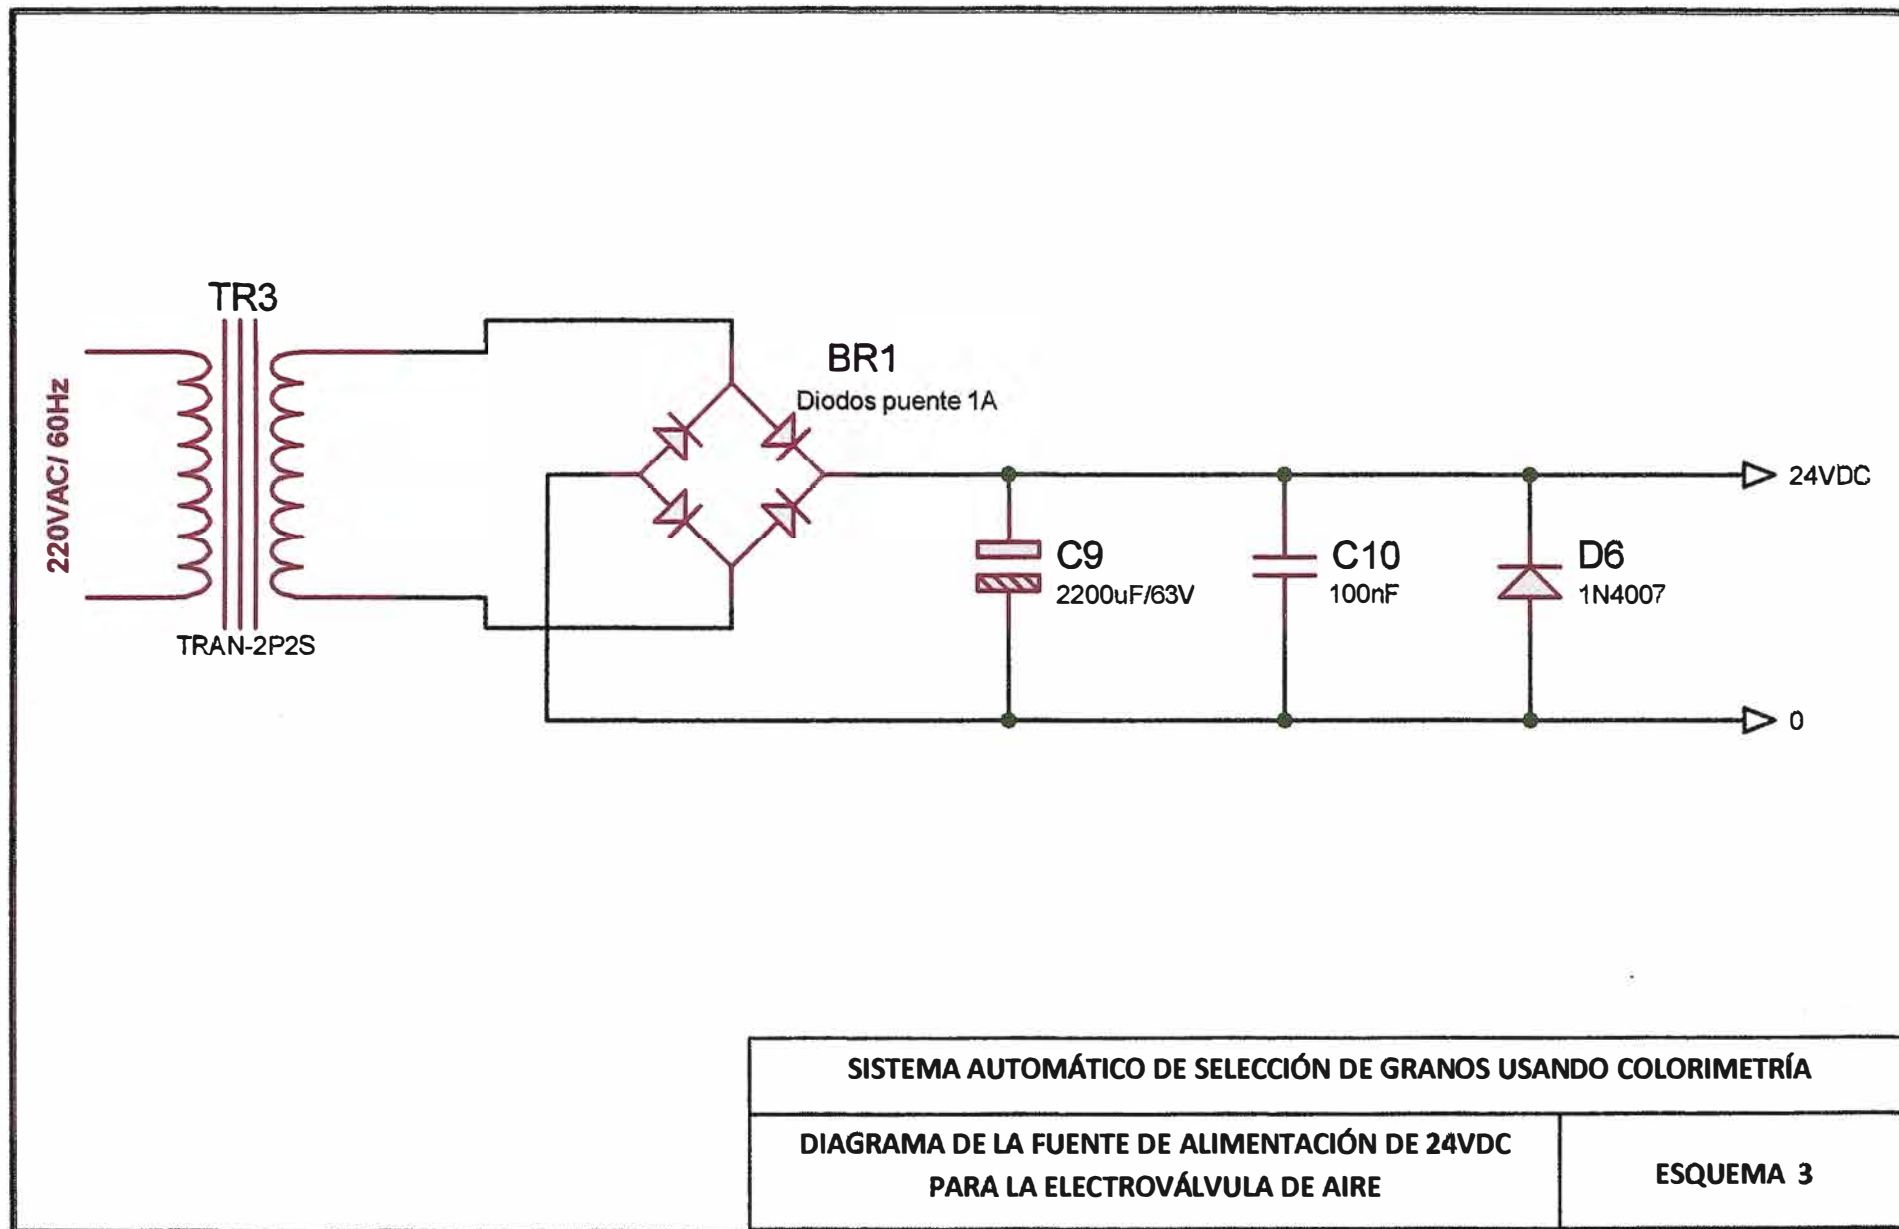 TR3
220VAC/ 60Hz
TRAN-2P2S
BR1
Diodos puente 1A
24VDC
C9
2200uF/63V
C10
100nF
D6
1N4007
0
SISTEMA AUTOMÁTICO DE SELECCIÓN DE GRANOS USANDO COLORIMETRÍA
DIAGRAMA DE LA FUENTE DE ALIMENTACIÓN DE 24VDC
PARA LA ELECTROVÁLVULA DE AIRE
ESQUEMA 3